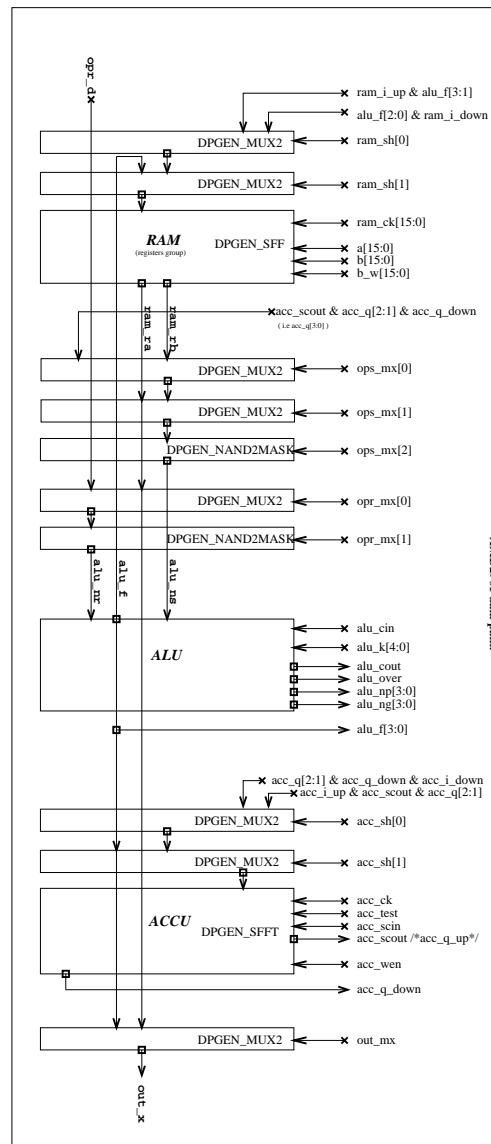 opr_d
ram_i_up & alu_f[3:1]
alu_f[2:0] & ram_i_down
DPGEN_MUX2
ram_sh[0]
DPGEN_MUX2
ram_sh[1]
RAM
(registers group)
DPGEN_SFF
ram_ck[15:0]
a[15:0]
b[15:0]
b_w[15:0]
ram_ra
ram_rb
acc_scout & acc_q[2:1] & acc_q_down
( i.e acc_q[3:0] )
DPGEN_MUX2
ops_mx[0]
DPGEN_MUX2
ops_mx[1]
DPGEN_NAND2MASK
ops_mx[2]
DPGEN_MUX2
opr_mx[0]
DPGEN_NAND2MASK
opr_mx[1]
alu_nr
alu_f
alu_ns
ALU
alu_cin
alu_k[4:0]
alu_cout
alu_over
alu_np[3:0]
alu_ng[3:0]
alu_f[3:0]
acc_q[2:1] & acc_q_down & acc_i_down
acc_i_up & acc_scout & acc_q[2:1]
DPGEN_MUX2
acc_sh[0]
DPGEN_MUX2
acc_sh[1]
ACCU
DPGEN_SFFT
acc_ck
acc_test
acc_scin
acc_scout /*acc_q_up*/
acc_wen
acc_q_down
DPGEN_MUX2
out_mx
out_x